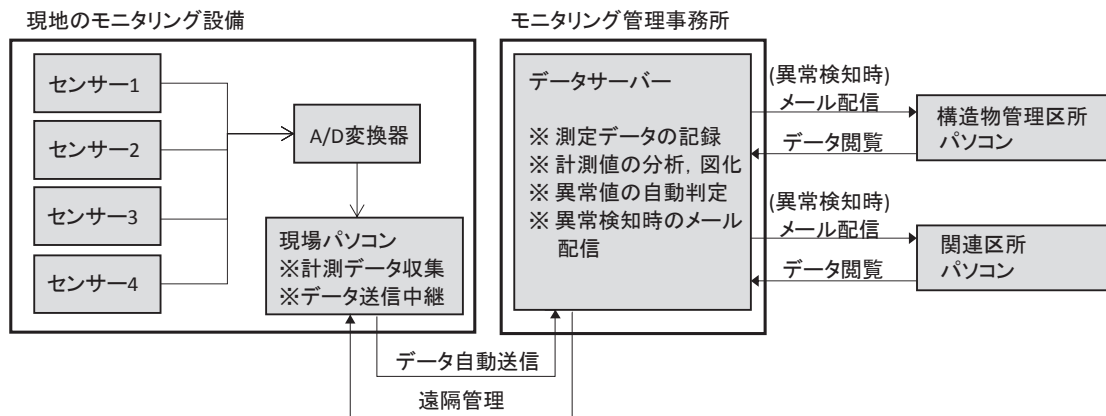 現地のモニタリング設備
センサー1
センサー2
センサー3
センサー4
A/D変換器
現場パソコン
※計測データ収集
※データ送信中継
モニタリング管理事務所
データサーバー
※ 測定データの記録
※ 計測値の分析, 図化
※ 異常値の自動判定
※ 異常検知時のメール
配信
(異常検知時)
メール配信
データ閲覧
構造物管理区所
パソコン
(異常検知時)
メール配信
データ閲覧
関連区所
パソコン
データ自動送信
遠隔管理